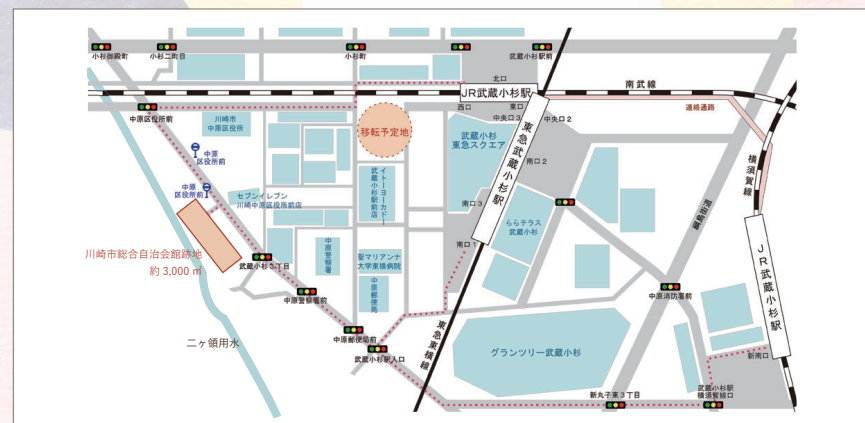 小杉御殿町
小杉二町目
小杉町
武蔵小杉駅前
北口
JR武蔵小杉駅
南武線
西口
東口
連絡通路
中原区役所前
川崎市
中原区役所
移転予定地
中央口3
中央口2
武蔵小杉
東急スクエア
東急武蔵小杉駅
横須賀線
中原
区役所前
南口2
中原
区役所前
セブンイレブン
川崎中原区役所前店
イトーヨーカドー
武蔵小杉駅前店
南口3
ららテラス
武蔵小杉
川崎市総合自治会館跡地
約 3,000 ㎡
武蔵小杉3丁目
中原警察署
聖マリアンナ
大学東横病院
南口1
JR武蔵小杉駅
中原警察署前
中原郵便局
中原消防署前
二ヶ領用水
中原郵便局前
東急東横線
武蔵小杉駅入口
グランツリー武蔵小杉
新南口
新丸子東3丁目
武蔵小杉駅
横須賀線口